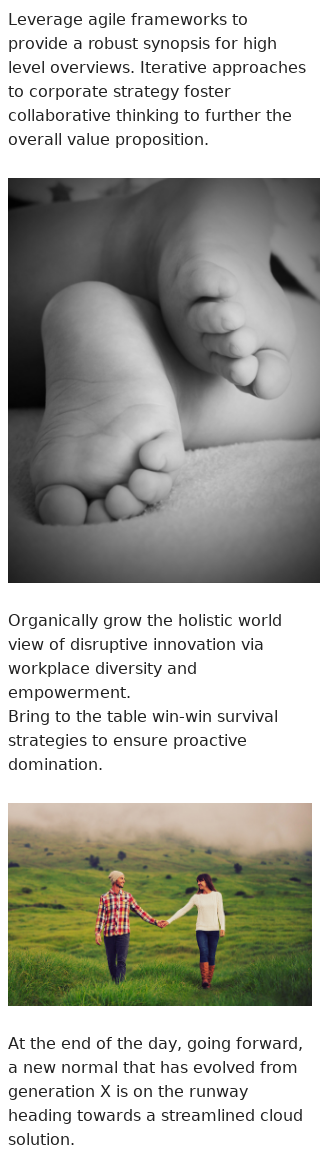 Leverage agile frameworks to
provide a robust synopsis for high
level overviews. Iterative approaches
to corporate strategy foster
collaborative thinking to further the
overall value proposition.
Organically grow the holistic world
view of disruptive innovation via
workplace diversity and
empowerment.
Bring to the table win-win survival
strategies to ensure proactive
domination.
At the end of the day, going forward,
a new normal that has evolved from
generation X is on the runway
heading towards a streamlined cloud
solution.